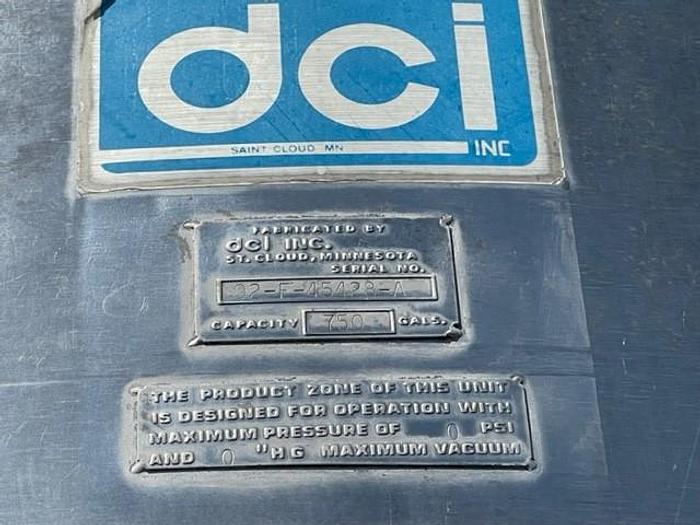 dci
SAINT CLOUD MN INC
FABRICATED BY
dci INC.
ST. CLOUD, MINNESOTA
SERIAL NO.
92-F-45428-A
CAPACITY 750 GALS.
THE PRODUCT ZONE OF THIS UNIT
IS DESIGNED FOR OPERATION WITH
MAXIMUM PRESSURE OF 0 PSI
AND 0 "HG MAXIMUM VACUUM